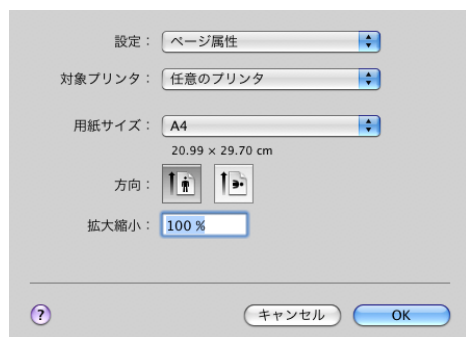 設定： ページ属性
対象プリンタ： 任意のプリンタ
用紙サイズ： A4
20.99 × 29.70 cm
方向：
拡大縮小： 100 %
? キャンセル OK